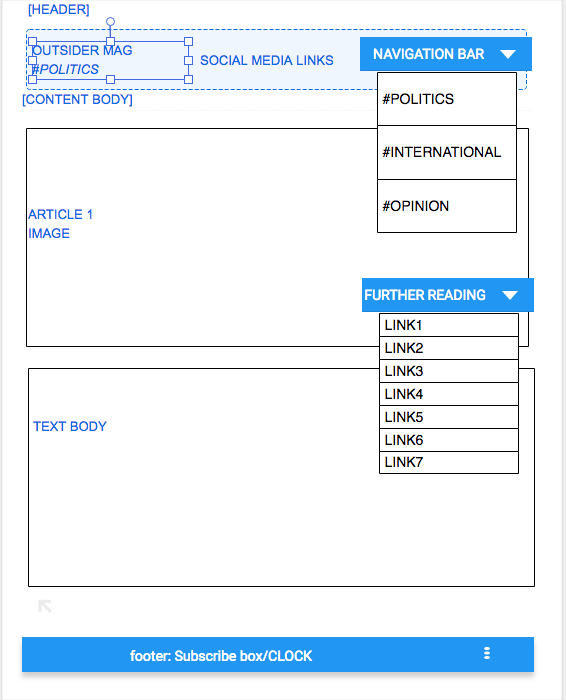 [HEADER]
OUTSIDER MAG
#POLITICS
SOCIAL MEDIA LINKS
NAVIGATION BAR
#POLITICS
#INTERNATIONAL
#OPINION
[CONTENT BODY]
ARTICLE 1
IMAGE
FURTHER READING
LINK1
LINK2
LINK3
LINK4
LINK5
LINK6
LINK7
TEXT BODY
footer: Subscribe box/CLOCK